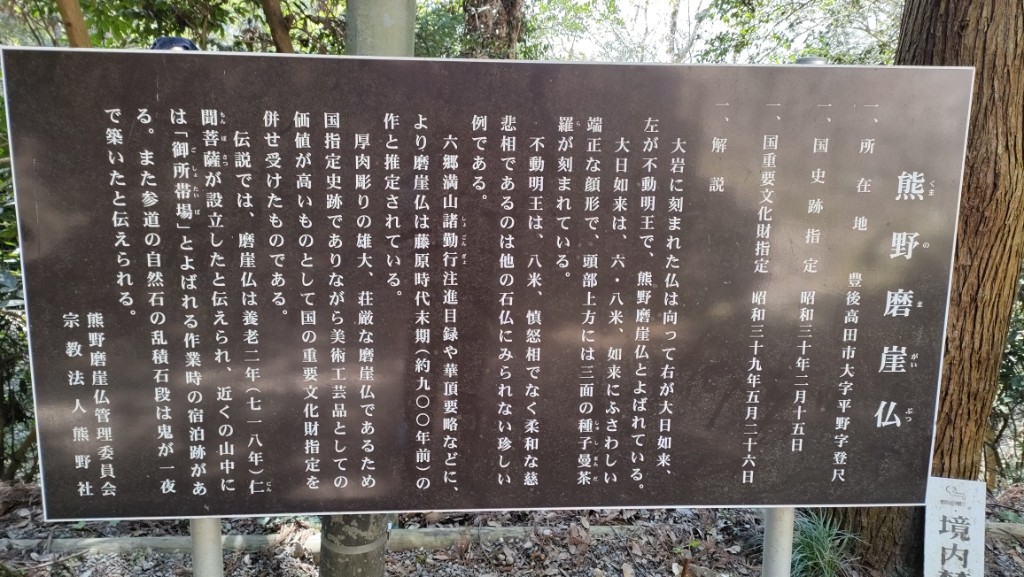 熊野磨崖仏
くまのまがいぶつ
一、所在地 豊後高田市大字平野字登尺
一、国史跡指定 昭和三十年二月十五日
一、国重要文化財指定 昭和三十九年五月二十六日
一、解説
大岩に刻まれた仏は向って右が大日如来、
左が不動明王で、熊野磨崖仏とよばれている。
大日如来は、六・八米、如来にふさわしい
端正な顔形で、頭部上方には三面の種子曼荼
羅が刻まれている。
不動明王は、八米、憤怒相でなく柔和な慈
悲相であるのは他の石仏にみられない珍しい
例である。
六郷満山諸勤行注進目録や華頂要略などに、
より磨崖仏は藤原時代末期(約九〇〇年前)の
作と推定されている。
厚肉彫りの雄大、荘厳な磨崖仏であるため
国指定史跡でありながら美術工芸品としての
価値が高いものとして国の重要文化財指定を
併せ受けたものである。
伝説では、磨崖仏は養老二年(七一八年)仁
聞菩薩が設立したと伝えられ、近くの山中に
は「御所帯場」とよばれる作業時の宿泊跡があ
る。また参道の自然石の乱積石段は鬼が一夜
で築いたと伝えられる。
熊野磨崖仏管理委員会
宗教法人熊野社
境内